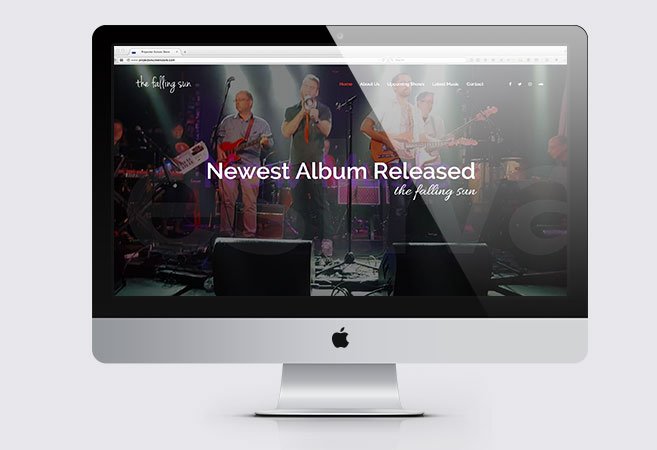 the falling sun
Home About Us Upcoming Shows Latest Music Contact
Newest Album Released
the falling sun